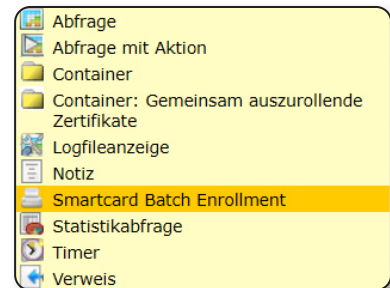 Abfrage
Abfrage mit Aktion
Container
Container: Gemeinsam auszurollende
Zertifikate
Logfileanzeige
Notiz
Smartcard Batch Enrollment
Statistikabfrage
Timer
Verweis